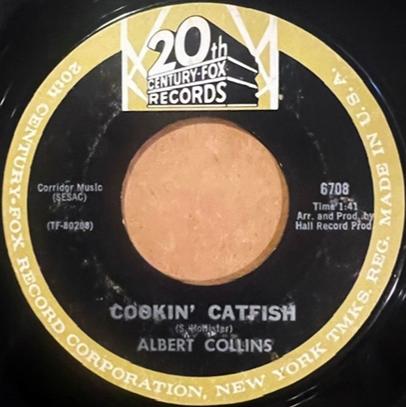 20th
CENTURY-FOX
RECORDS
20th CENTURY-FOX RECORD CORPORATION, NEW YORK TMKS. REG. MADE IN U.S.A.
Corridor Music
(SESAC)
(TF-80208)
6708
Time 1:41
Arr. and Prod. by
Hall Record Prod.
COOKIN' CATFISH
(S. Hollister)
ALBERT COLLINS